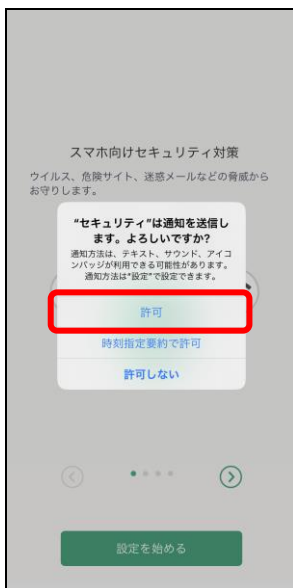 スマホ向けセキュリティ対策
ウイルス、危険サイト、迷惑メールなどの脅威から
お守りします。
“セキュリティ”は通知を送信し
ます。よろしいですか?
通知方法は、テキスト、サウンド、アイコ
ンバッジが利用できる可能性があります。
通知方法は“設定”で設定できます。
許可
時刻指定要約で許可
許可しない
設定を始める